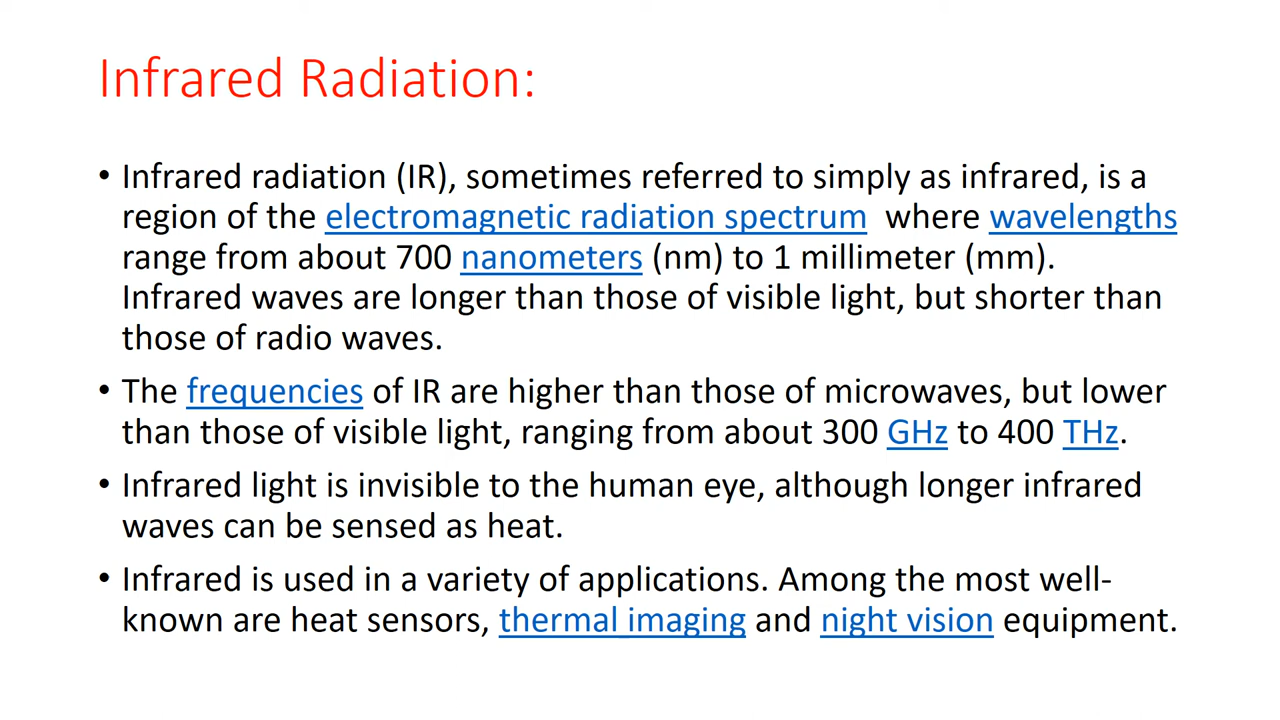 Infrared Radiation:
• Infrared radiation (IR), sometimes referred to simply as infrared, is a
region of the electromagnetic radiation spectrum  where wavelengths
range from about 700 nanometers (nm) to 1 millimeter (mm).
Infrared waves are longer than those of visible light, but shorter than
those of radio waves.
• The frequencies of IR are higher than those of microwaves, but lower
than those of visible light, ranging from about 300 GHz to 400 THz.
• Infrared light is invisible to the human eye, although longer infrared
waves can be sensed as heat.
• Infrared is used in a variety of applications. Among the most well-
known are heat sensors, thermal imaging and night vision equipment.